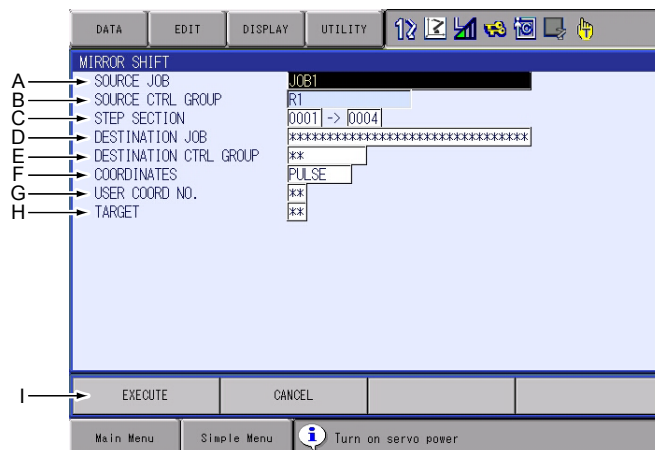 DATA EDIT DISPLAY UTILITY
MIRROR SHIFT
A SOURCE JOB JOB1
B SOURCE CTRL GROUP R1
C STEP SECTION 0001 -> 0004
D DESTINATION JOB ********************************
E DESTINATION CTRL GROUP **
F COORDINATES PULSE
G USER COORD NO. **
H TARGET **
I EXECUTE CANCEL
Main Menu Simple Menu Turn on servo power